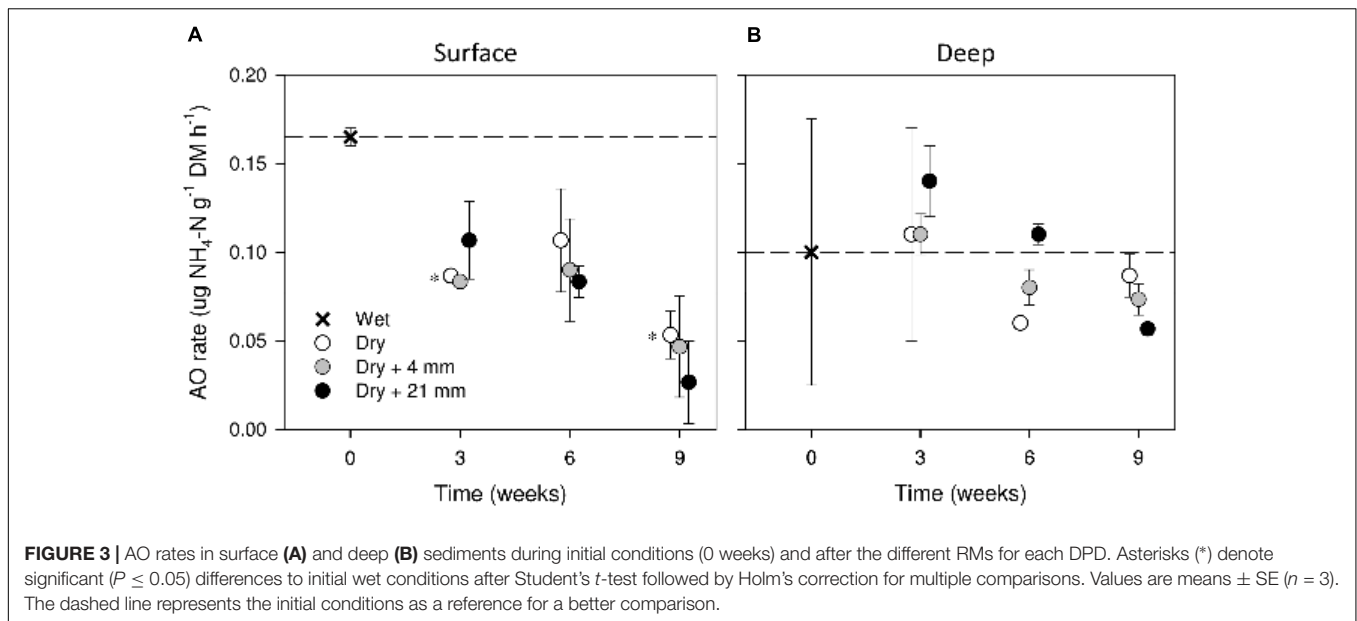 A
B
Surface
Deep
0.20
0.15
0.10
0.05
0.00
AO rate (ug NH₄-N g⁻¹ DM h⁻¹)
*
*
Wet
Dry
Dry + 4 mm
Dry + 21 mm
0 3 6 9
0 3 6 9
Time (weeks)
Time (weeks)
FIGURE 3 | AO rates in surface (A) and deep (B) sediments during initial conditions (0 weeks) and after the different RMs for each DPD. Asterisks (*) denote
significant (P ≤ 0.05) differences to initial wet conditions after Student's t-test followed by Holm's correction for multiple comparisons. Values are means ± SE (n = 3).
The dashed line represents the initial conditions as a reference for a better comparison.